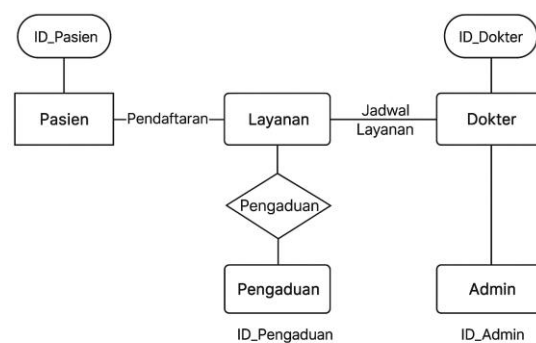 ID_Pasien
ID_Dokter
Pasien
Pendaftaran
Layanan
Jadwal
Layanan
Dokter
Pengaduan
Pengaduan
Admin
ID_Pengaduan
ID_Admin